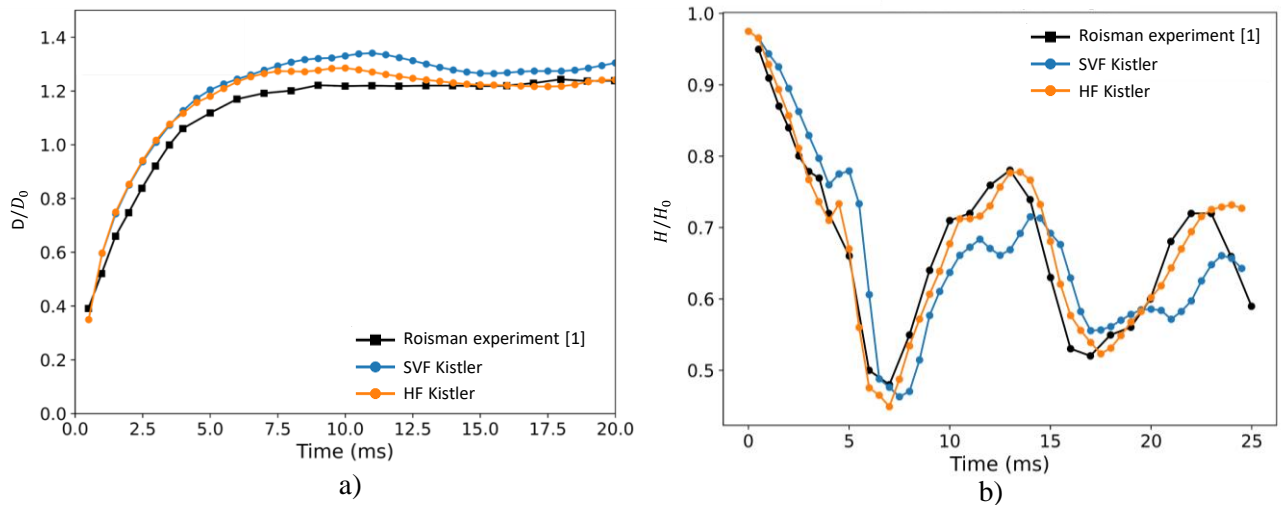 1.4
1.2
1.0
0.8
0.6
0.4
0.2
0.0
D/D₀
0.0 2.5 5.0 7.5 10.0 12.5 15.0 17.5 20.0
Time (ms)
Roisman experiment [1]
SVF Kistler
HF Kistler
a)
1.0
0.9
0.8
0.7
0.6
0.5
H/H₀
0 5 10 15 20 25
Time (ms)
Roisman experiment [1]
SVF Kistler
HF Kistler
b)